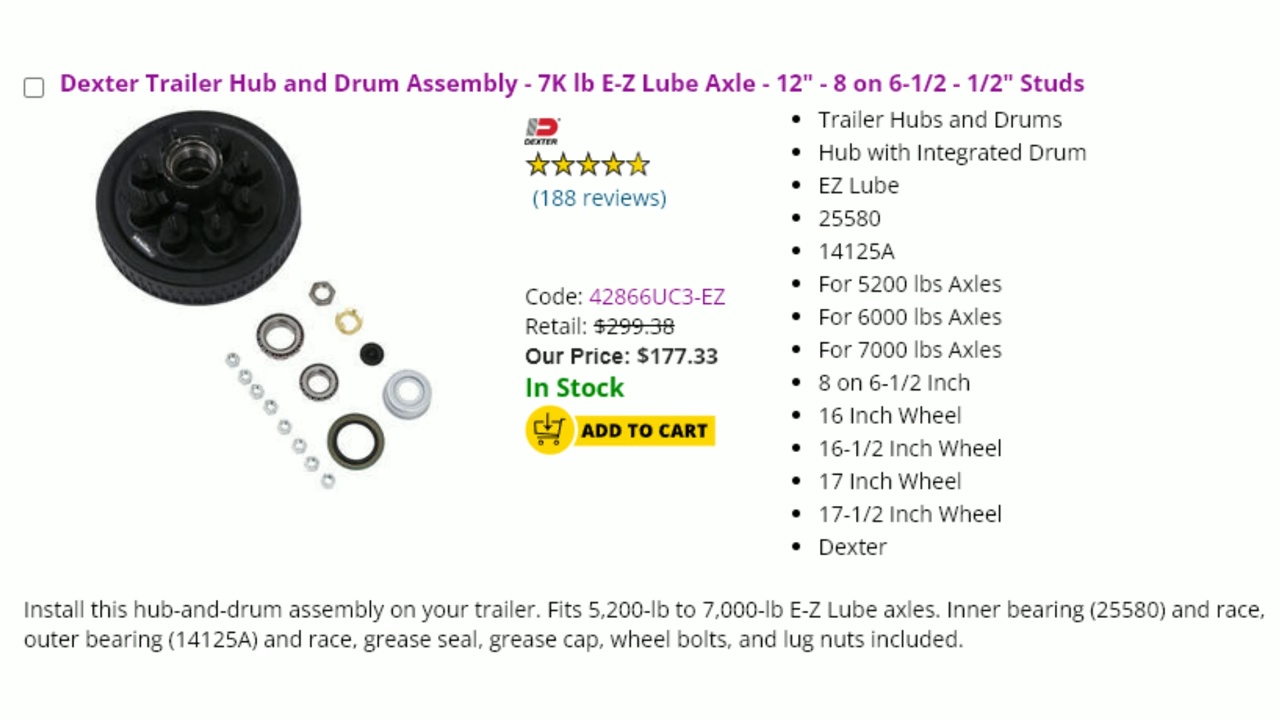 Dexter Trailer Hub and Drum Assembly - 7K lb E-Z Lube Axle - 12" - 8 on 6-1/2 - 1/2" Studs
DEXTER
(188 reviews)
Code: 42866UC3-EZ
Retail: $299.38
Our Price: $177.33
In Stock
ADD TO CART
Trailer Hubs and Drums
Hub with Integrated Drum
EZ Lube
25580
14125A
For 5200 lbs Axles
For 6000 lbs Axles
For 7000 lbs Axles
8 on 6-1/2 Inch
16 Inch Wheel
16-1/2 Inch Wheel
17 Inch Wheel
17-1/2 Inch Wheel
Dexter
Install this hub-and-drum assembly on your trailer. Fits 5,200-lb to 7,000-lb E-Z Lube axles. Inner bearing (25580) and race,
outer bearing (14125A) and race, grease seal, grease cap, wheel bolts, and lug nuts included.